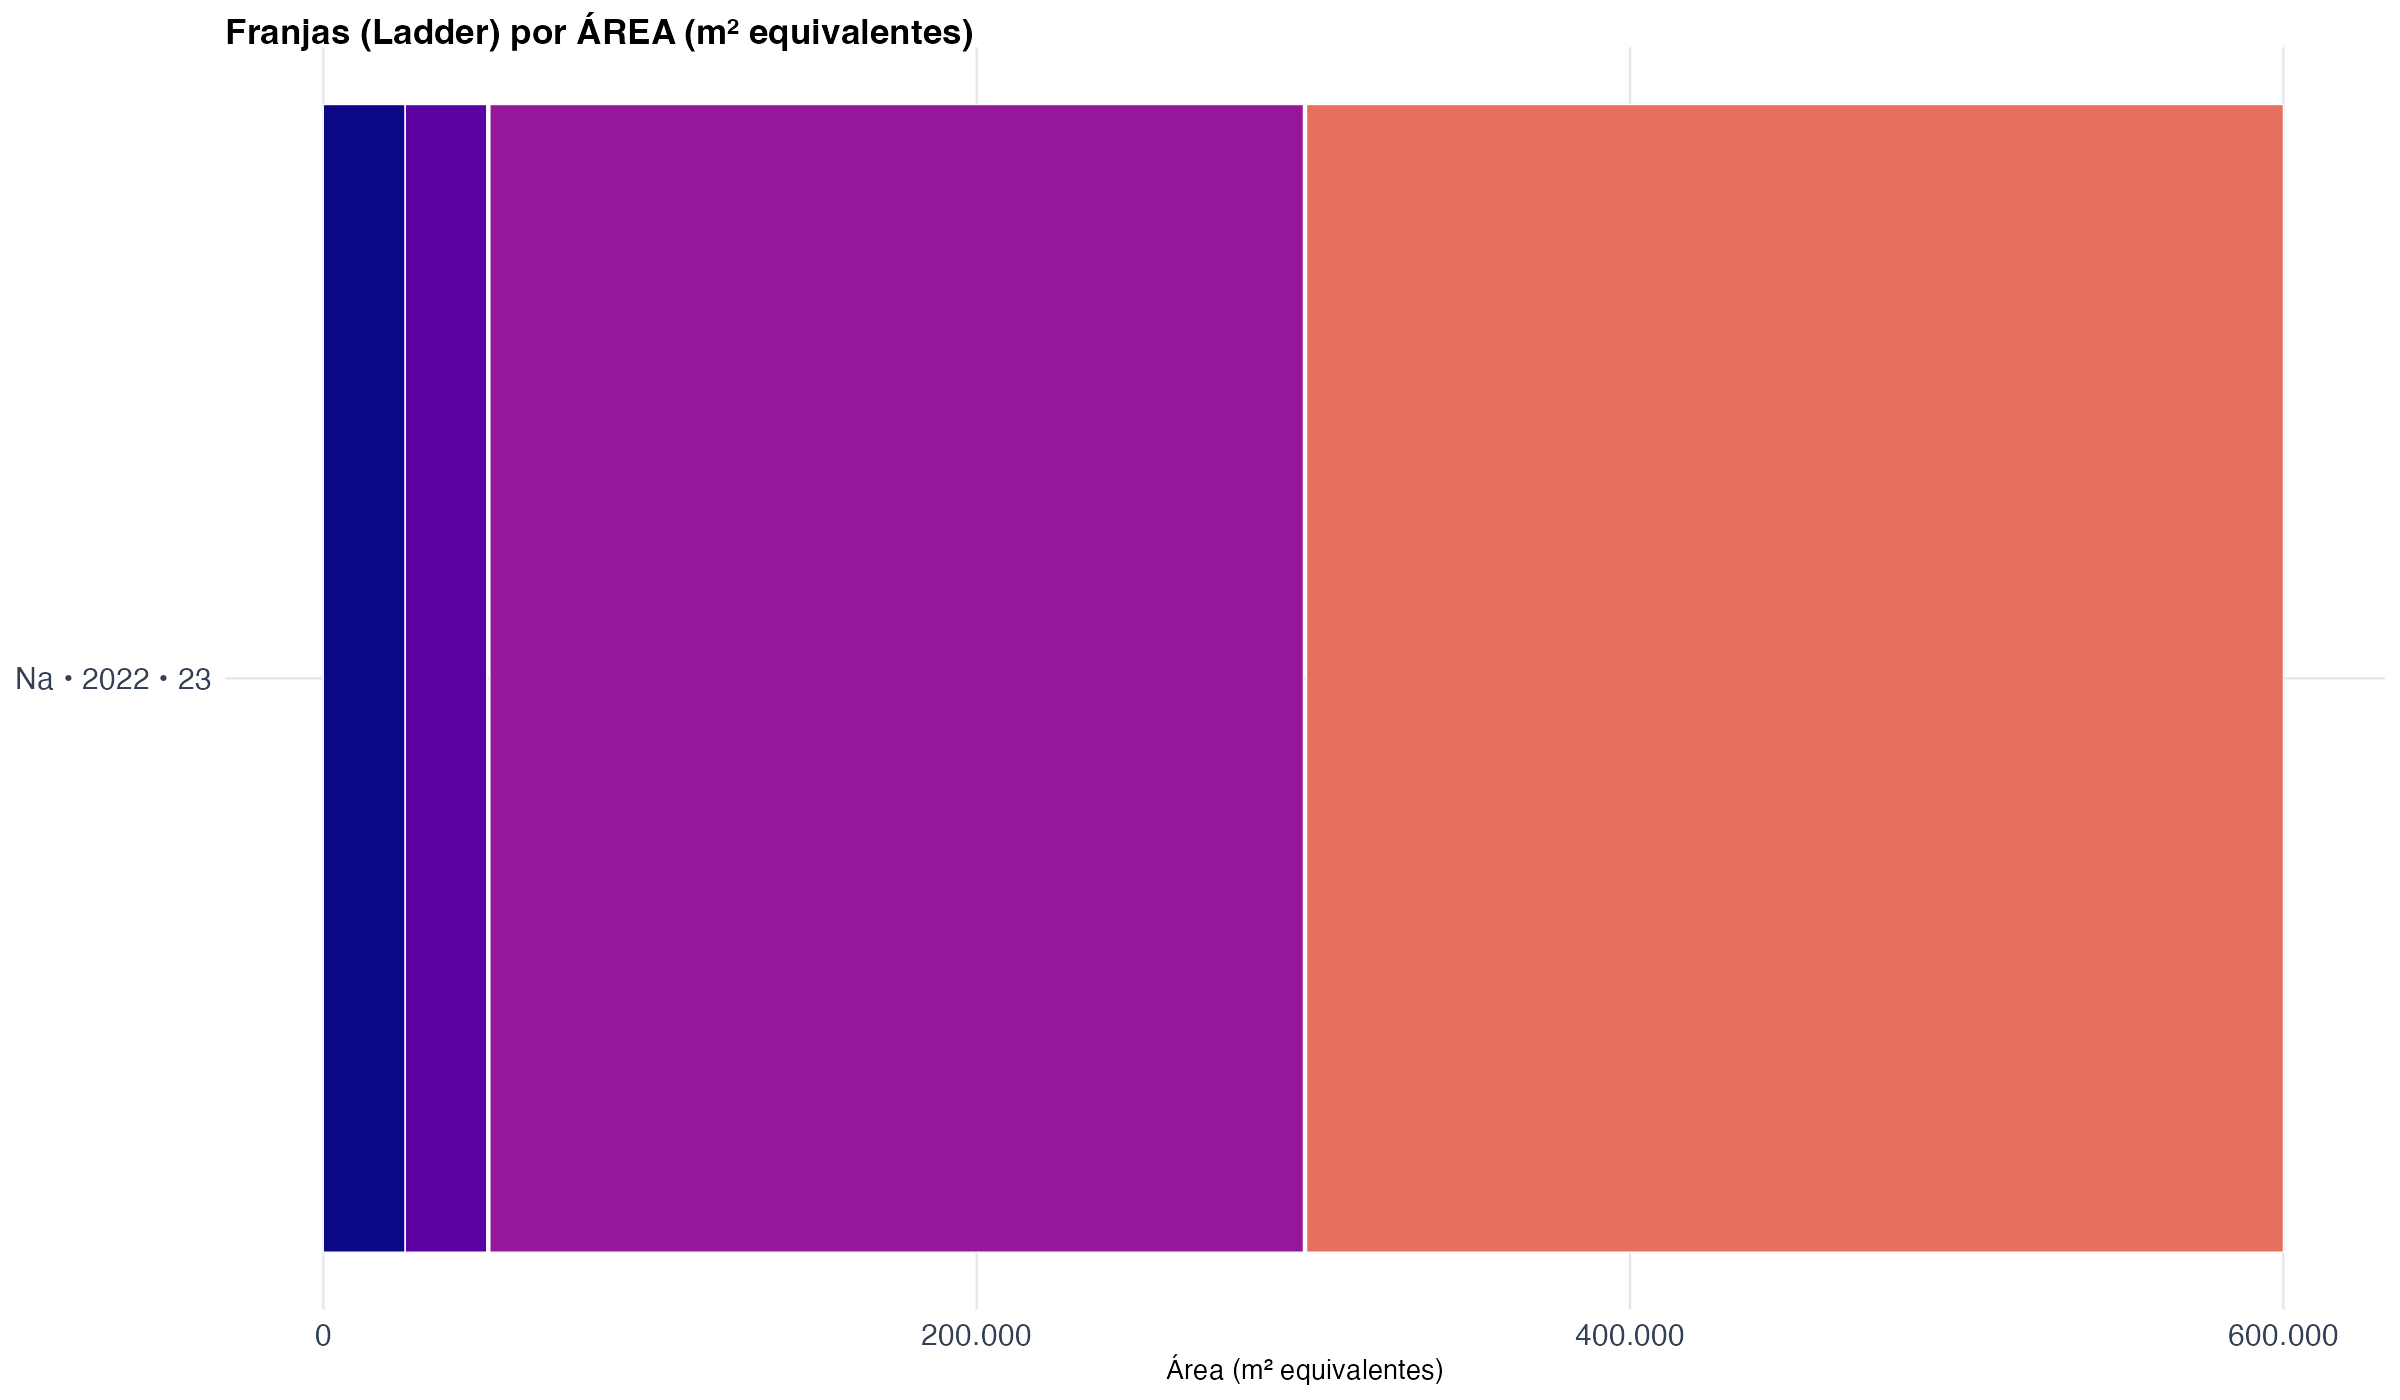 Franjas (Ladder) por ÁREA (m² equivalentes)
Na • 2022 • 23
0 200.000 400.000 600.000
Área (m² equivalentes)